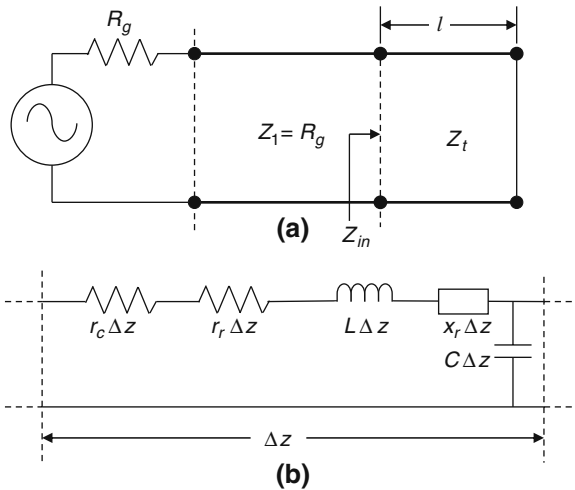 R_g
l
Z_1 = R_g
Z_t
Z_in
(a)
r_c Δz
r_r Δz
L Δz
x_r Δz
C Δz
Δz
(b)